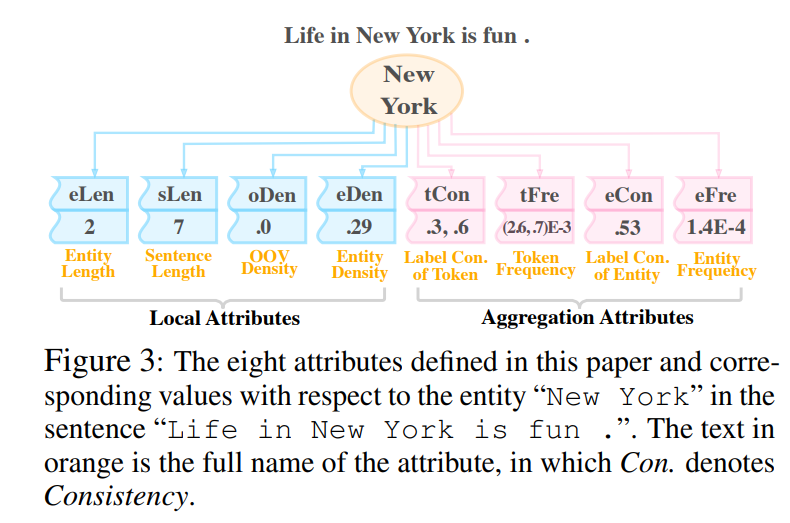 Life in New York is fun .
New
York
eLen sLen oDen eDen tCon tFre eCon eFre
2 7 .0 .29 .3, .6 (2.6, .7)E-3 .53 1.4E-4
Entity Sentence OOV Entity Label Con. Token Label Con. Entity
Length Length Density Density of Token Frequency of Entity Frequency
Local Attributes Aggregation Attributes
Figure 3: The eight attributes defined in this paper and corre-
sponding values with respect to the entity “New York” in the
sentence “Life in New York is fun .”. The text in
orange is the full name of the attribute, in which Con. denotes
Consistency.